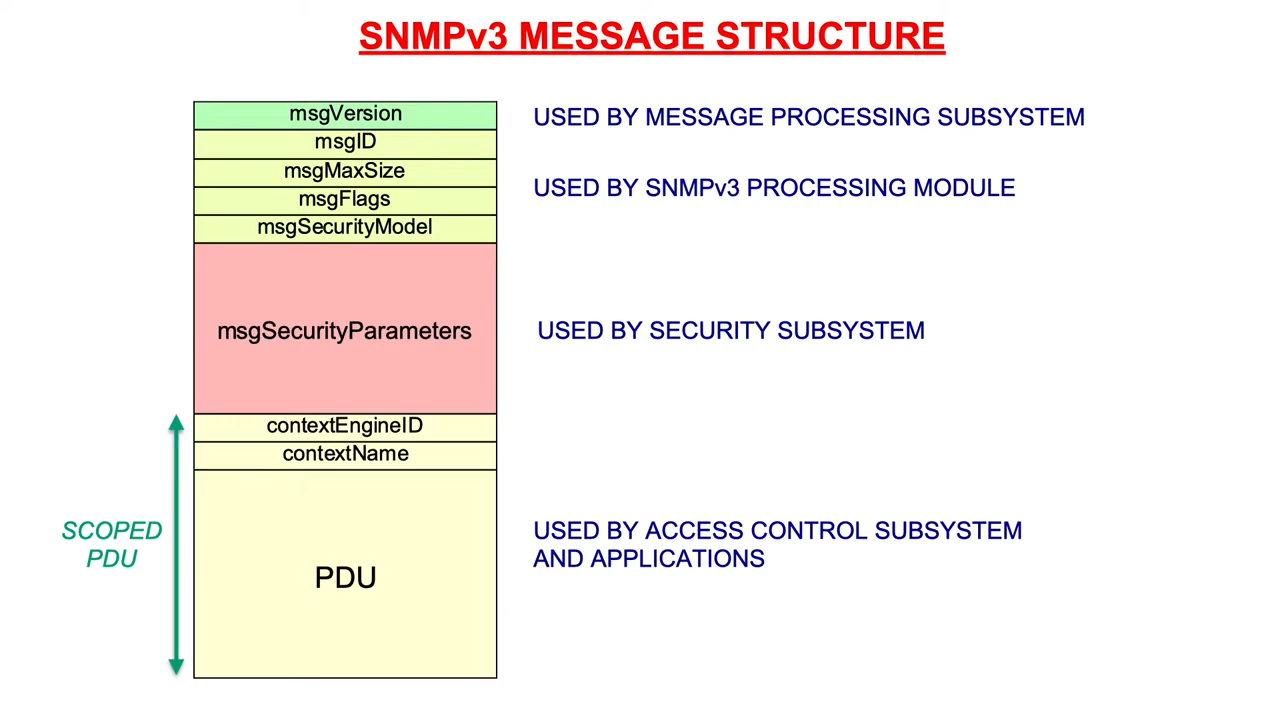 SNMPv3 MESSAGE STRUCTURE
msgVersion
USED BY MESSAGE PROCESSING SUBSYSTEM
msgID
msgMaxSize
USED BY SNMPv3 PROCESSING MODULE
msgFlags
msgSecurityModel
msgSecurityParameters
USED BY SECURITY SUBSYSTEM
contextEngineID
contextName
SCOPED
PDU
PDU
USED BY ACCESS CONTROL SUBSYSTEM
AND APPLICATIONS